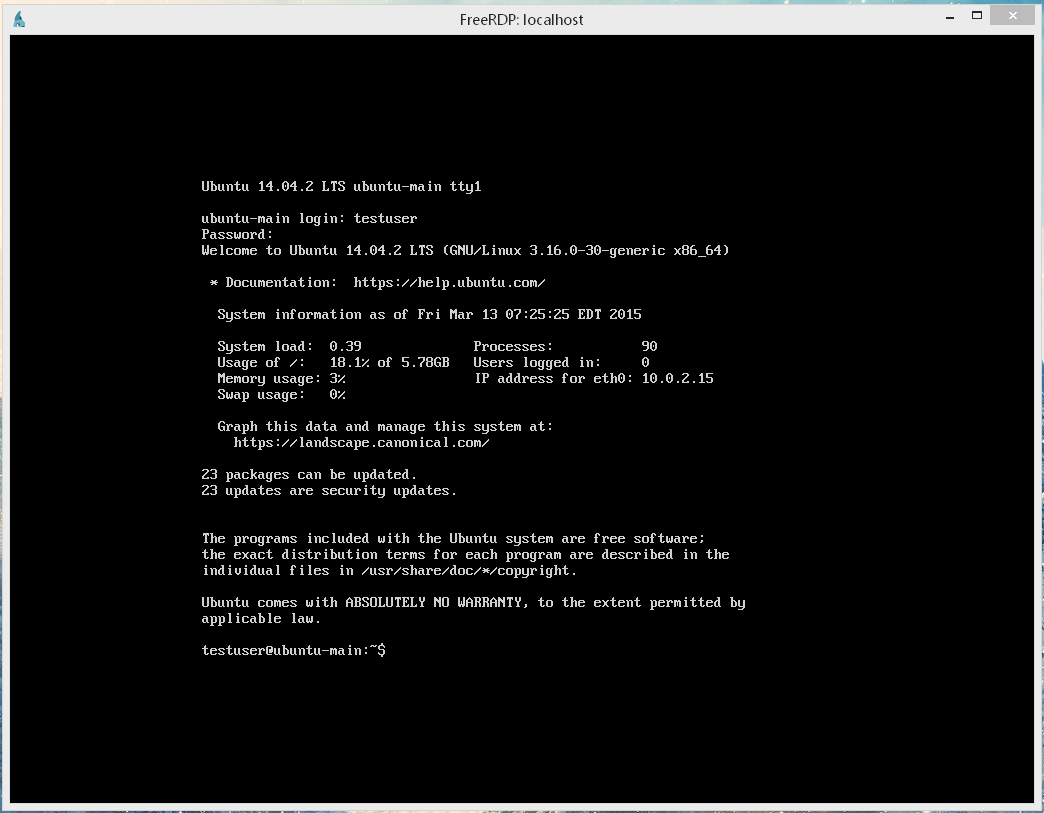 FreeRDP: localhost
Ubuntu 14.04.2 LTS ubuntu-main tty1
ubuntu-main login: testuser
Password:
Welcome to Ubuntu 14.04.2 LTS (GNU/Linux 3.16.0-30-generic x86_64)
* Documentation:  https://help.ubuntu.com/
System information as of Fri Mar 13 07:25:25 EDT 2015
System load:  0.39              Processes:           90
Usage of /:   18.1% of 5.78GB   Users logged in:     0
Memory usage: 3%                IP address for eth0: 10.0.2.15
Swap usage:   0%
Graph this data and manage this system at:
https://landscape.canonical.com/
23 packages can be updated.
23 updates are security updates.
The programs included with the Ubuntu system are free software;
the exact distribution terms for each program are described in the
individual files in /usr/share/doc/*/copyright.
Ubuntu comes with ABSOLUTELY NO WARRANTY, to the extent permitted by
applicable law.
testuser@ubuntu-main:~$